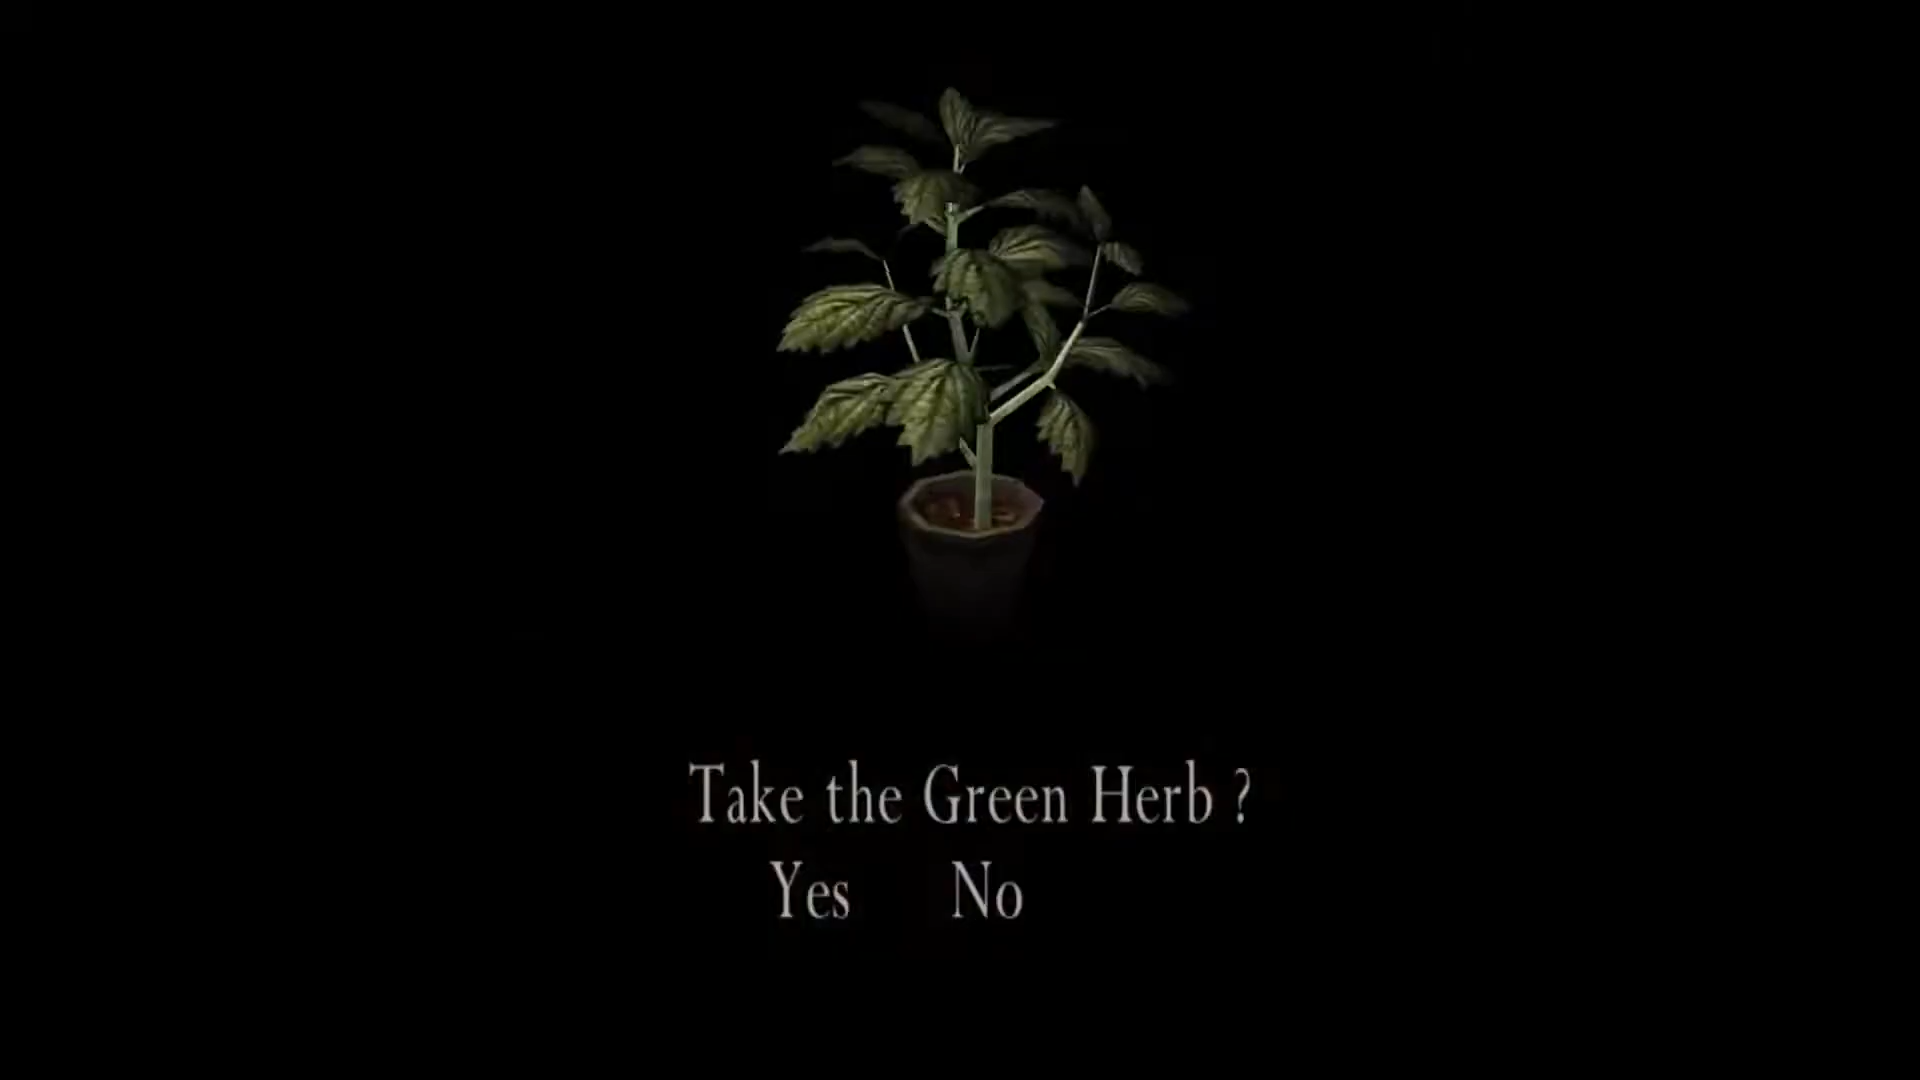 Take the Green Herb ?
Yes No